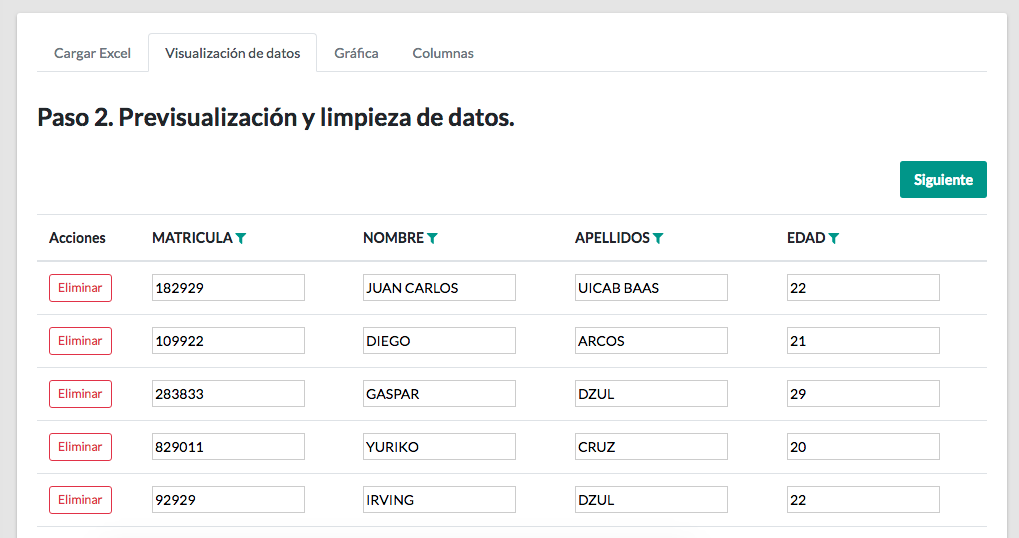 Cargar Excel Visualización de datos Gráfica Columnas
Paso 2. Previsualización y limpieza de datos.
Siguiente
Acciones MATRICULA NOMBRE APELLIDOS EDAD
Eliminar 182929 JUAN CARLOS UICAB BAAS 22
Eliminar 109922 DIEGO ARCOS 21
Eliminar 283833 GASPAR DZUL 29
Eliminar 829011 YURIKO CRUZ 20
Eliminar 92929 IRVING DZUL 22